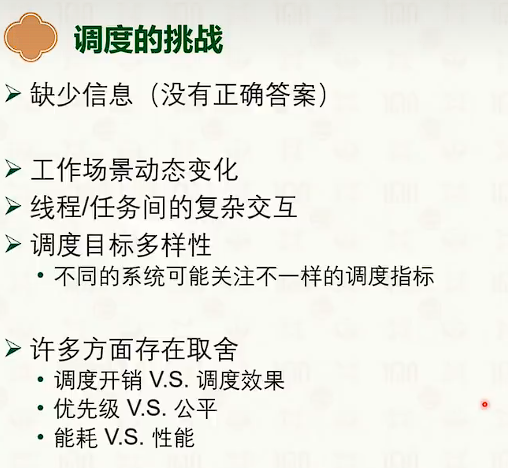 调度的挑战
➢ 缺少信息（没有正确答案）
➢ 工作场景动态变化
➢ 线程/任务间的复杂交互
➢ 调度目标多样性
• 不同的系统可能关注不一样的调度指标
➢ 许多方面存在取舍
• 调度开销 V.S. 调度效果
• 优先级 V.S. 公平
• 能耗 V.S. 性能